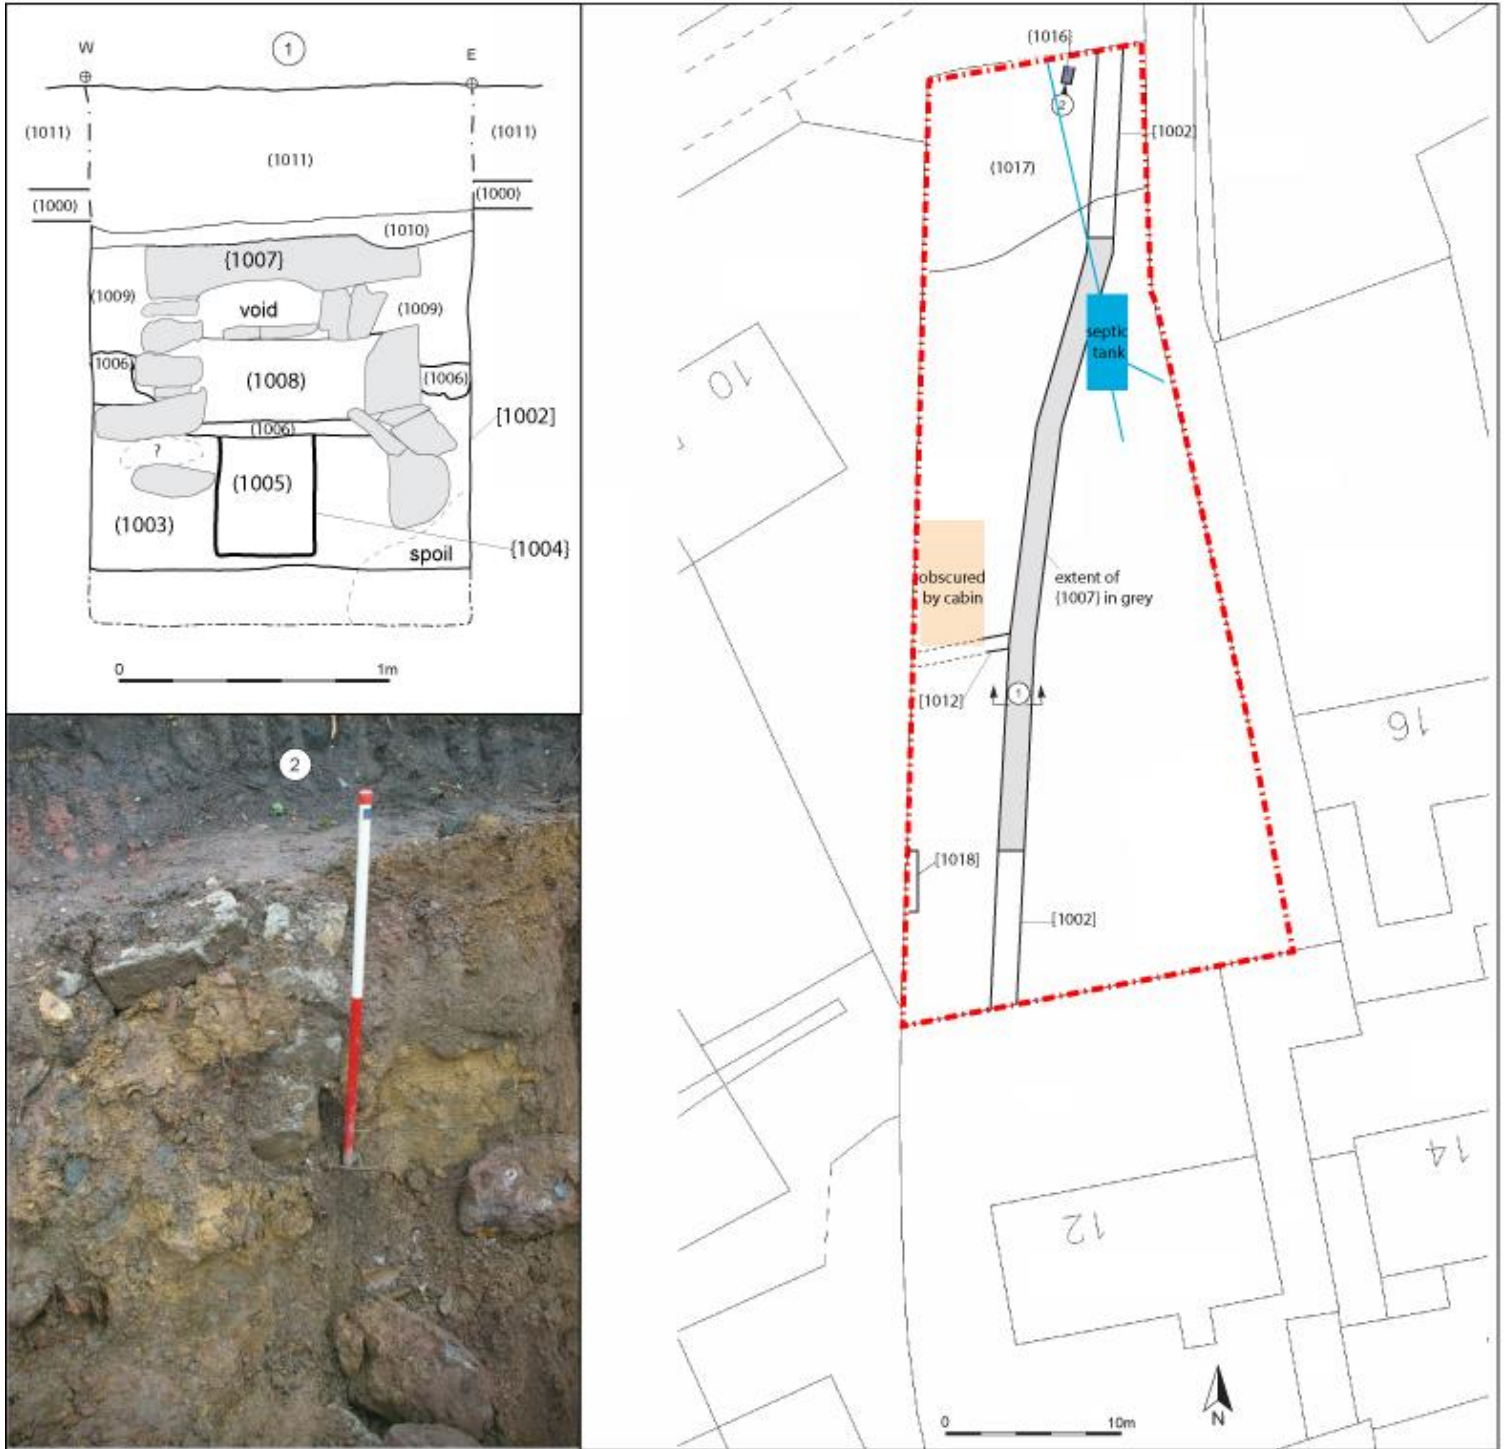 W
1
E
(1011)
(1011)
(1011)
(1000)
(1000)
(1010)
{1007}
(1009)
void
(1009)
(1006)
(1008)
(1006)
[1002]
(1006)
?
(1005)
(1003)
{1004}
spoil
0
1m
2
{1016}
2
[1002]
(1017)
septic
tank
10
obscured
by cabin
extent of
{1007} in grey
[1012]
1
16
[1018]
[1002]
14
12
N
0
10m